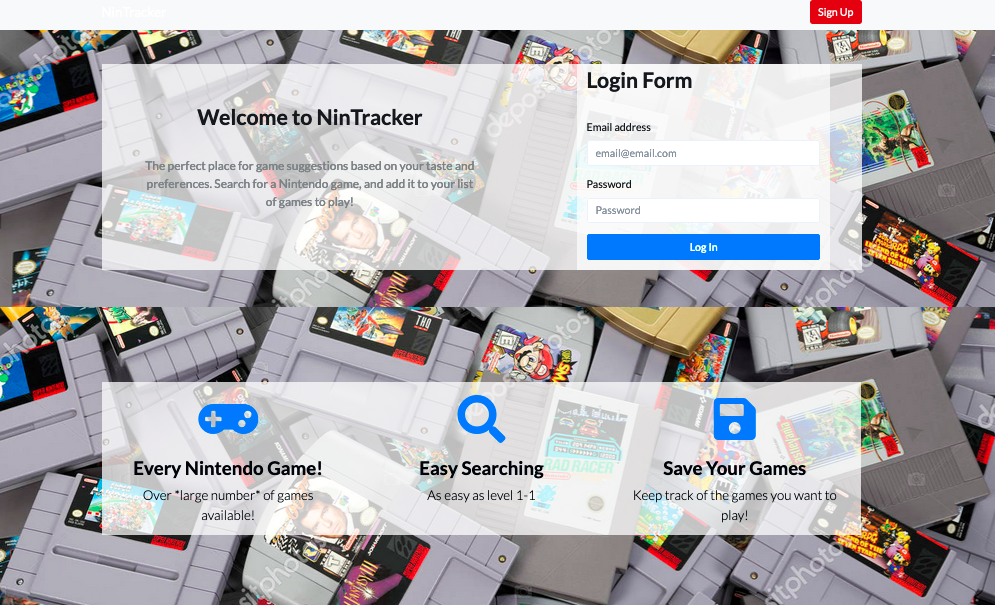 NinTracker
Sign Up
Welcome to NinTracker
The perfect place for game suggestions based on your taste and
preferences. Search for a Nintendo game, and add it to your list
of games to play!
Login Form
Email address
email@email.com
Password
Password
Log In
Every Nintendo Game!
Over *large number* of games
available!
Easy Searching
As easy as level 1-1
Save Your Games
Keep track of the games you want to
play!
RAD RACER
THQ
depositphotos